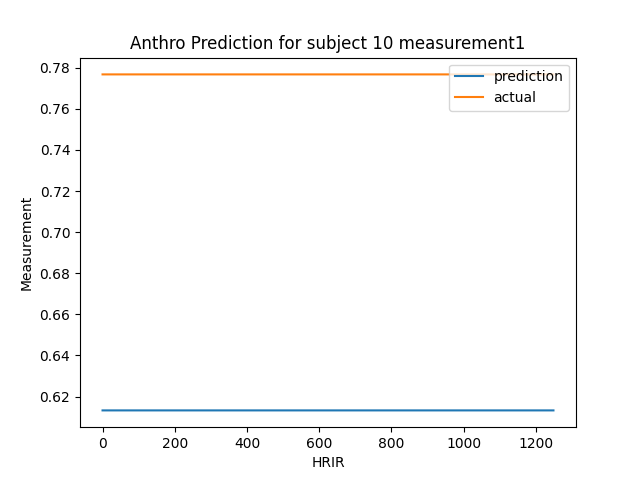 Anthro Prediction for subject 10 measurement1
0.78
0.76
0.74
0.72
0.70
0.68
0.66
0.64
0.62
Measurement
prediction
actual
0 200 400 600 800 1000 1200
HRIR